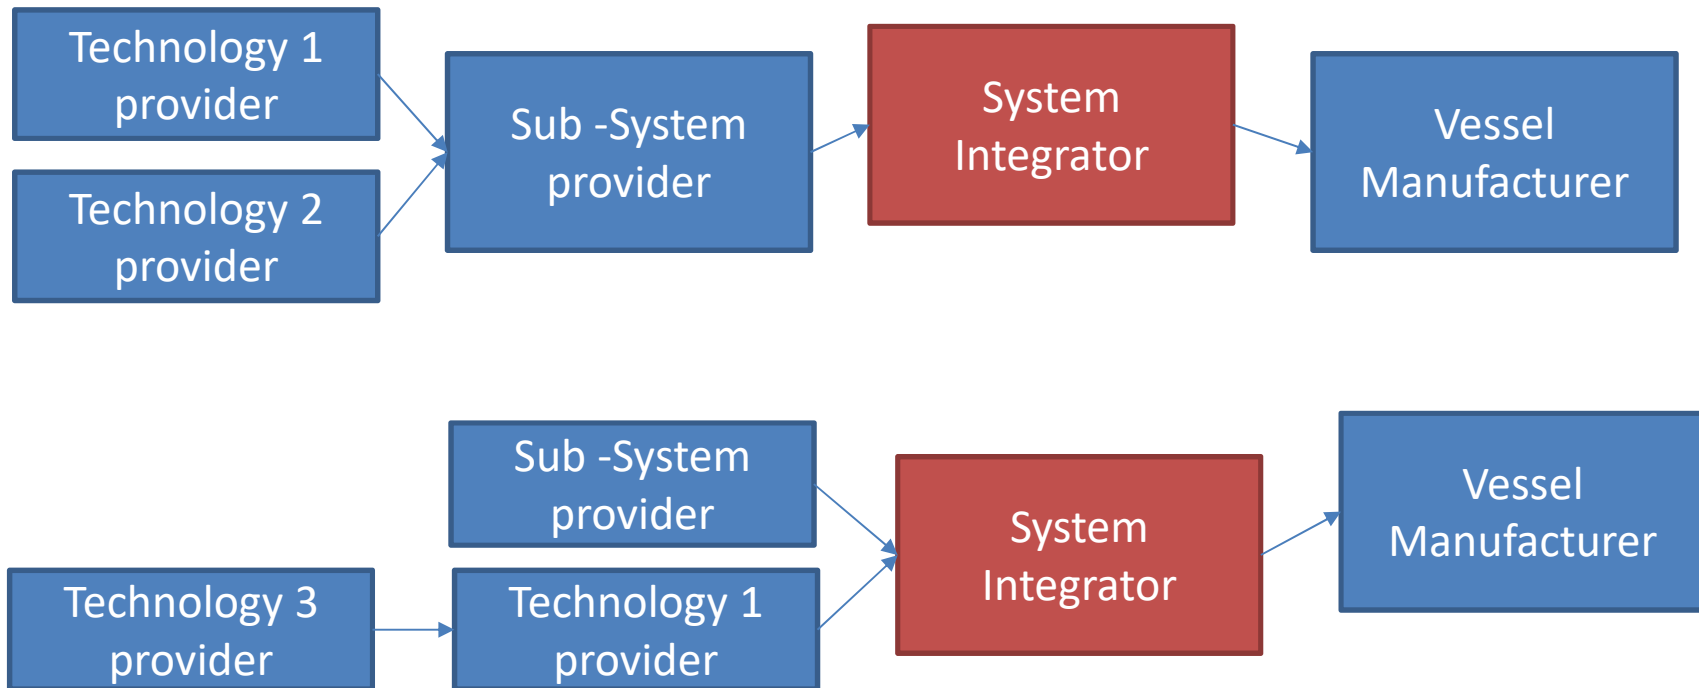 Technology 1
provider
Technology 2
provider
Sub -System
provider
System
Integrator
Vessel
Manufacturer
Sub -System
provider
Technology 3
provider
Technology 1
provider
System
Integrator
Vessel
Manufacturer